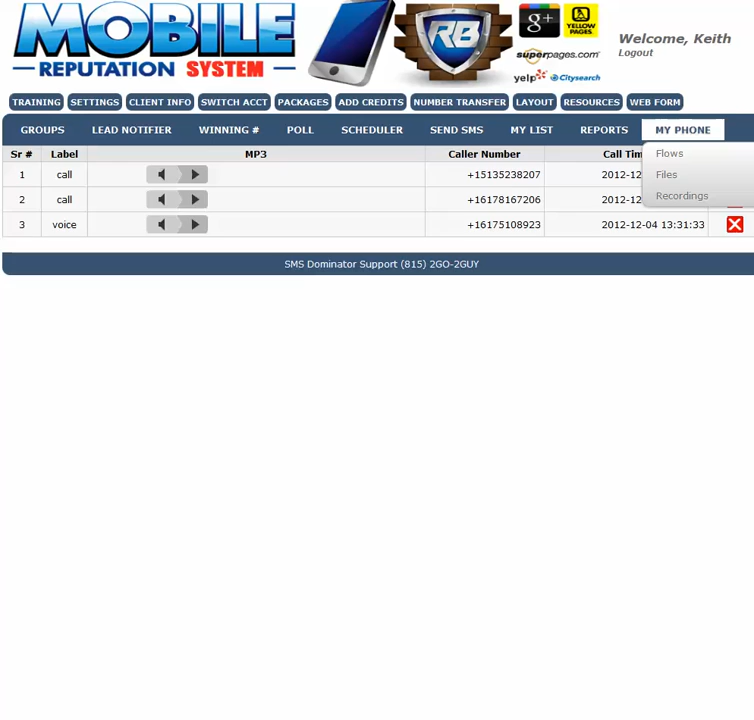 MOBILE
REPUTATION SYSTEM
RB
g+
YELLOW PAGES
superpages.com
yelp Citysearch
Welcome, Keith
Logout
TRAINING SETTINGS CLIENT INFO SWITCH ACCT PACKAGES ADD CREDITS NUMBER TRANSFER LAYOUT RESOURCES WEB FORM
GROUPS LEAD NOTIFIER WINNING # POLL SCHEDULER SEND SMS MY LIST REPORTS MY PHONE
Flows
Files
Recordings
Sr # Label MP3 Caller Number Call Tim
1 call +15135238207 2012-12
2 call +16178167206 2012-12
3 voice +16175108923 2012-12-04 13:31:33
SMS Dominator Support (815) 2GO-2GUY